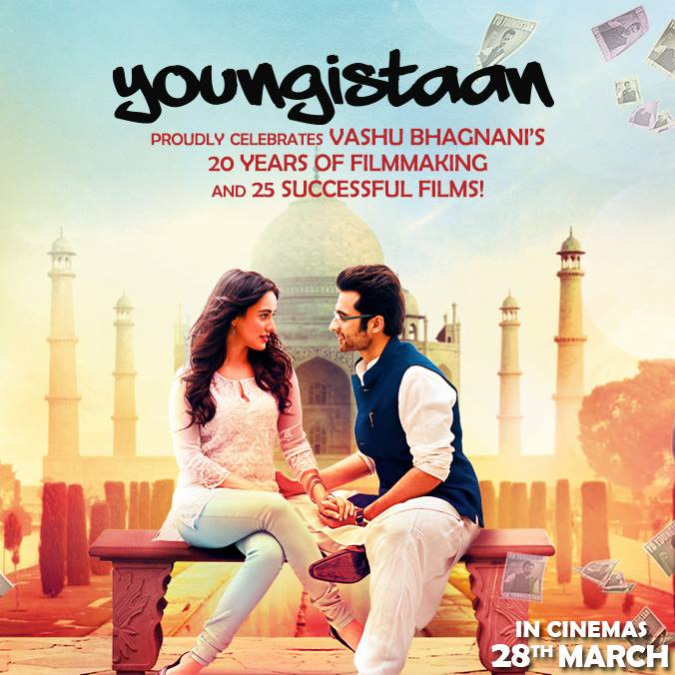 youngistaan
PROUDLY CELEBRATES VASHU BHAGNANI'S
20 YEARS OF FILMMAKING
AND 25 SUCCESSFUL FILMS!
IN CINEMAS
28TH MARCH